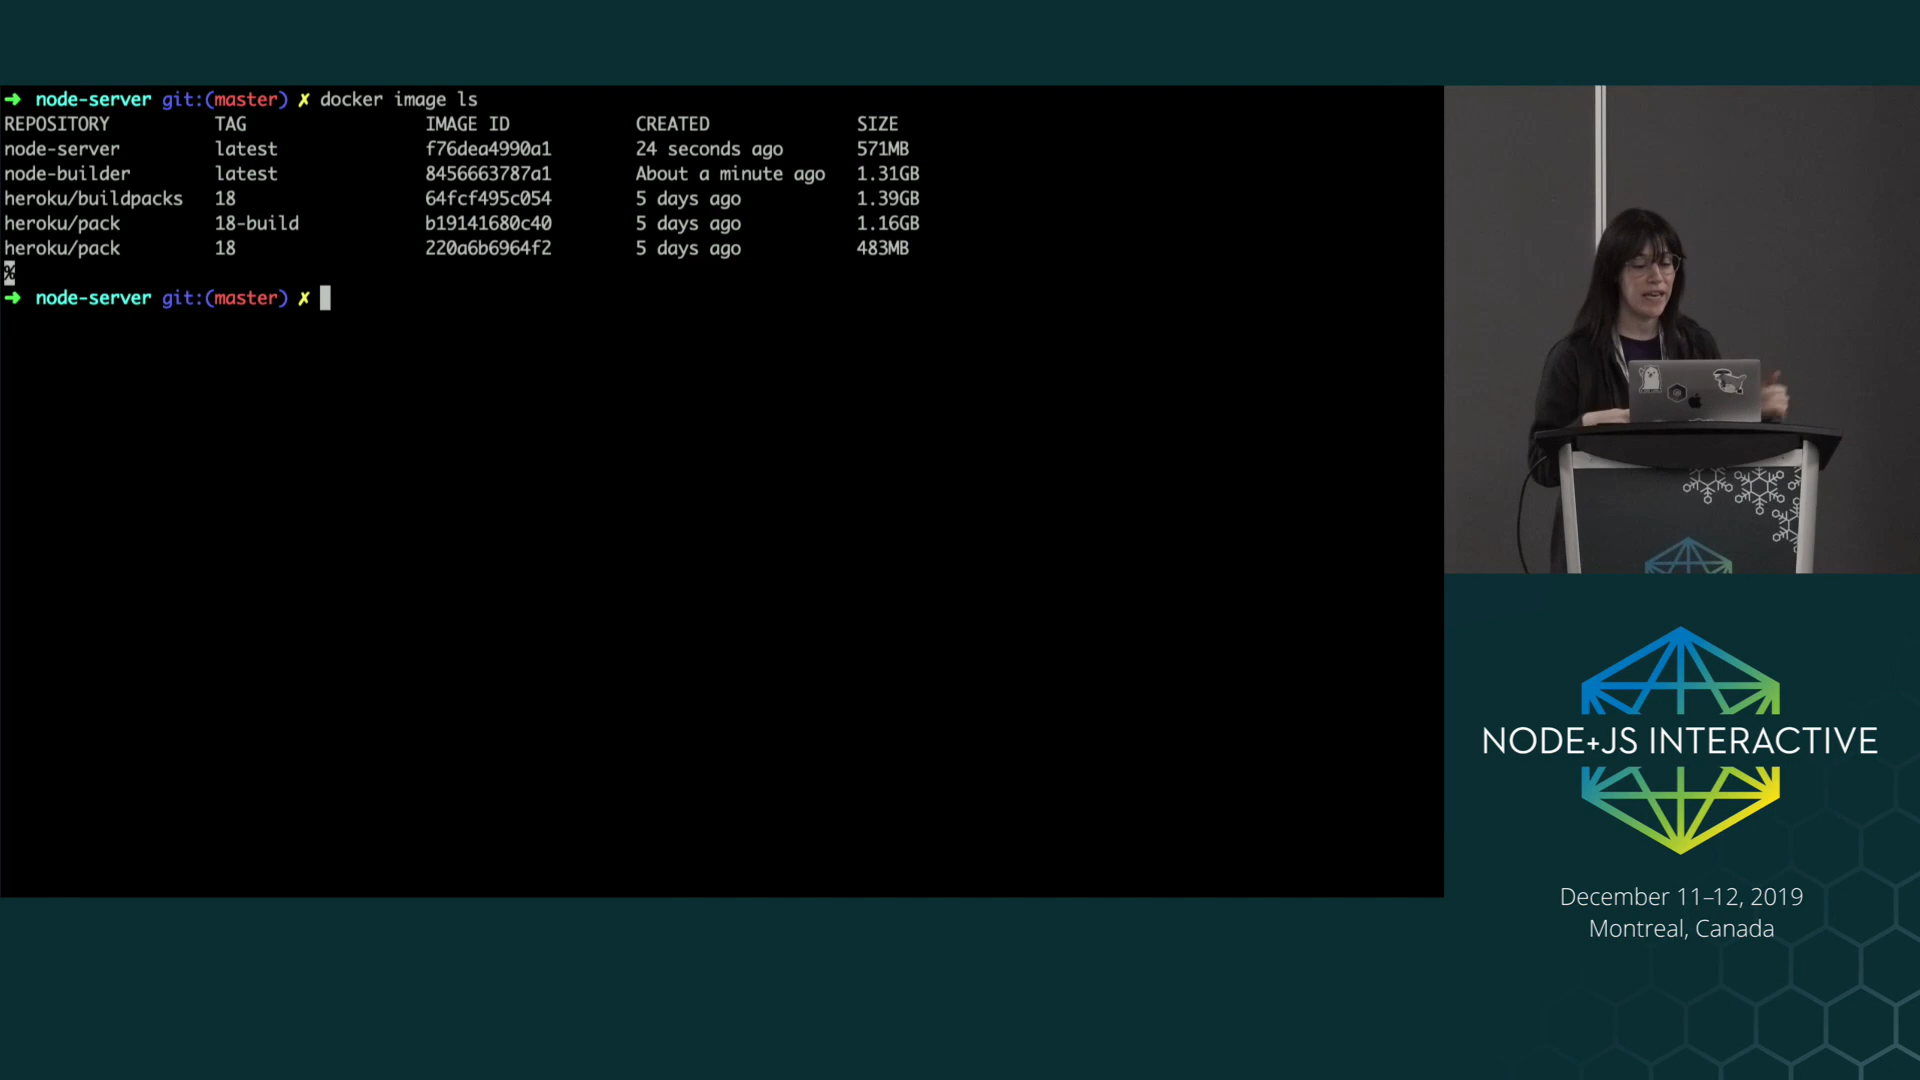 ➜ node-server git:(master) ✗ docker image ls
REPOSITORY TAG IMAGE ID CREATED SIZE
node-server latest f76dea4990a1 24 seconds ago 571MB
node-builder latest 8456663787a1 About a minute ago 1.31GB
heroku/buildpacks 18 64fcf495c054 5 days ago 1.39GB
heroku/pack 18-build b19141680c40 5 days ago 1.16GB
heroku/pack 18 220a6b6964f2 5 days ago 483MB
%
➜ node-server git:(master) ✗
NODE+JS INTERACTIVE
December 11–12, 2019
Montreal, Canada